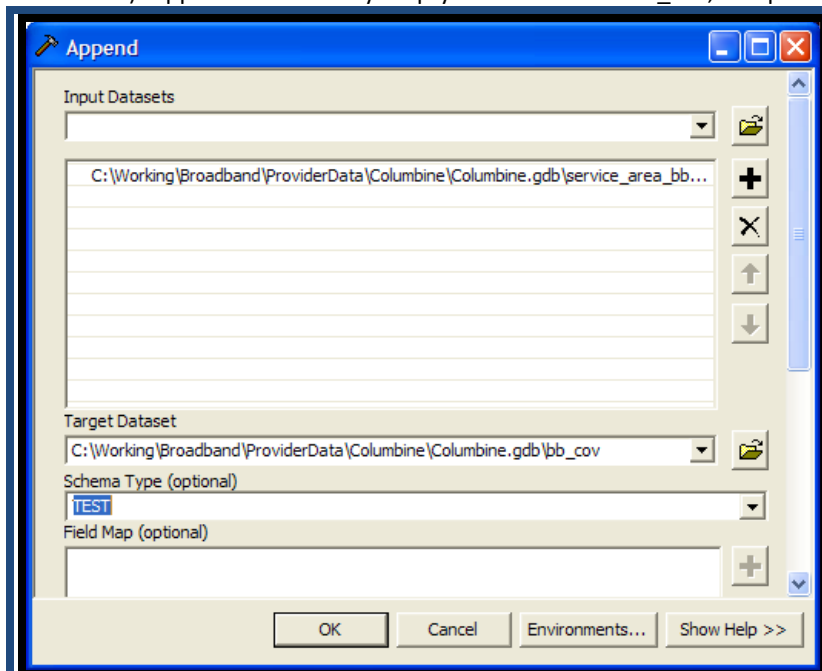 Append
Input Datasets
C:\Working\Broadband\ProviderData\Columbine\Columbine.gdb\service_area_bb...
Target Dataset
C:\Working\Broadband\ProviderData\Columbine\Columbine.gdb\bb_cov
Schema Type (optional)
TEST
Field Map (optional)
OK Cancel Environments... Show Help >>